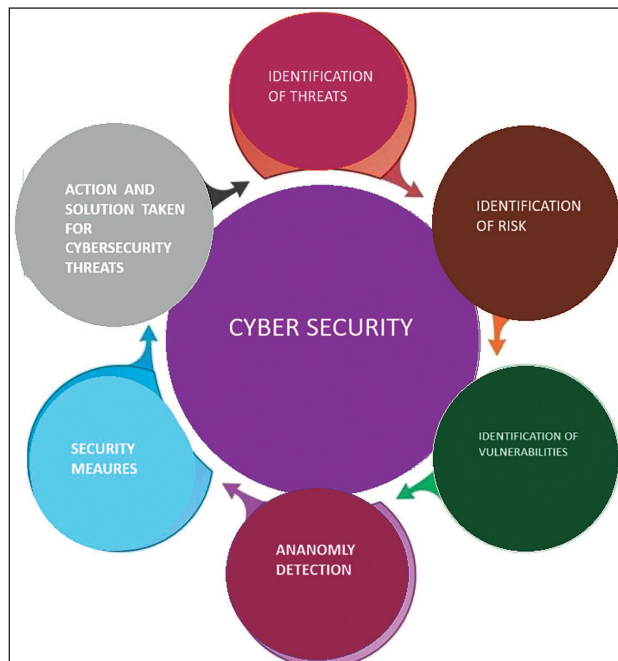 IDENTIFICATION
OF THREATS
IDENTIFICATION
OF RISK
IDENTIFICATION OF
VULNERABILITIES
ANANOMLY
DETECTION
SECURITY
MEAURES
ACTION AND
SOLUTION TAKEN
FOR
CYBERSECURITY
THREATS
CYBER SECURITY